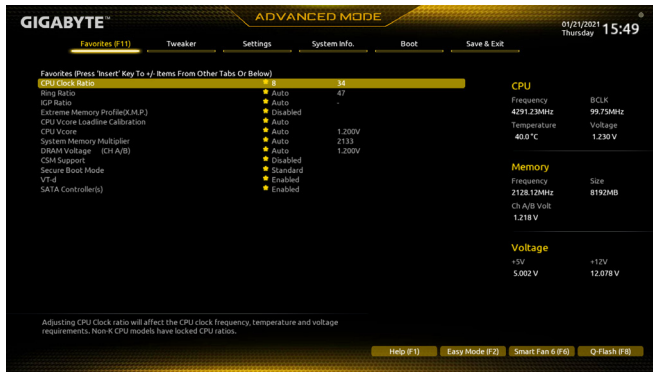 GIGABYTE™
ADVANCED MODE
01/21/2021 Thursday 15:49
Favorites (F11) Tweaker Settings System Info. Boot Save & Exit
Favorites (Press 'Insert' Key To +/- Items From Other Tabs Or Below)
CPU Clock Ratio 8 34
Ring Ratio Auto 47
IGP Ratio Auto -
Extreme Memory Profile(X.M.P.) Disabled
CPU Vcore Loadline Calibration Auto
CPU Vcore Auto 1.200V
System Memory Multiplier Auto 2133
DRAM Voltage (CH A/B) Auto 1.200V
CSM Support Disabled
Secure Boot Mode Standard
VT-d Enabled
SATA Controller(s) Enabled
CPU
Frequency BCLK
4291.23MHz 99.75MHz
Temperature Voltage
40.0 °C 1.230 V
Memory
Frequency Size
2128.12MHz 8192MB
Ch A/B Volt
1.218 V
Voltage
+5V +12V
5.002 V 12.078 V
Adjusting CPU Clock ratio will affect the CPU clock frequency, temperature and voltage
requirements. Non-K CPU models have locked CPU ratios.
Help (F1) Easy Mode (F2) Smart Fan 6 (F6) Q-Flash (F8)